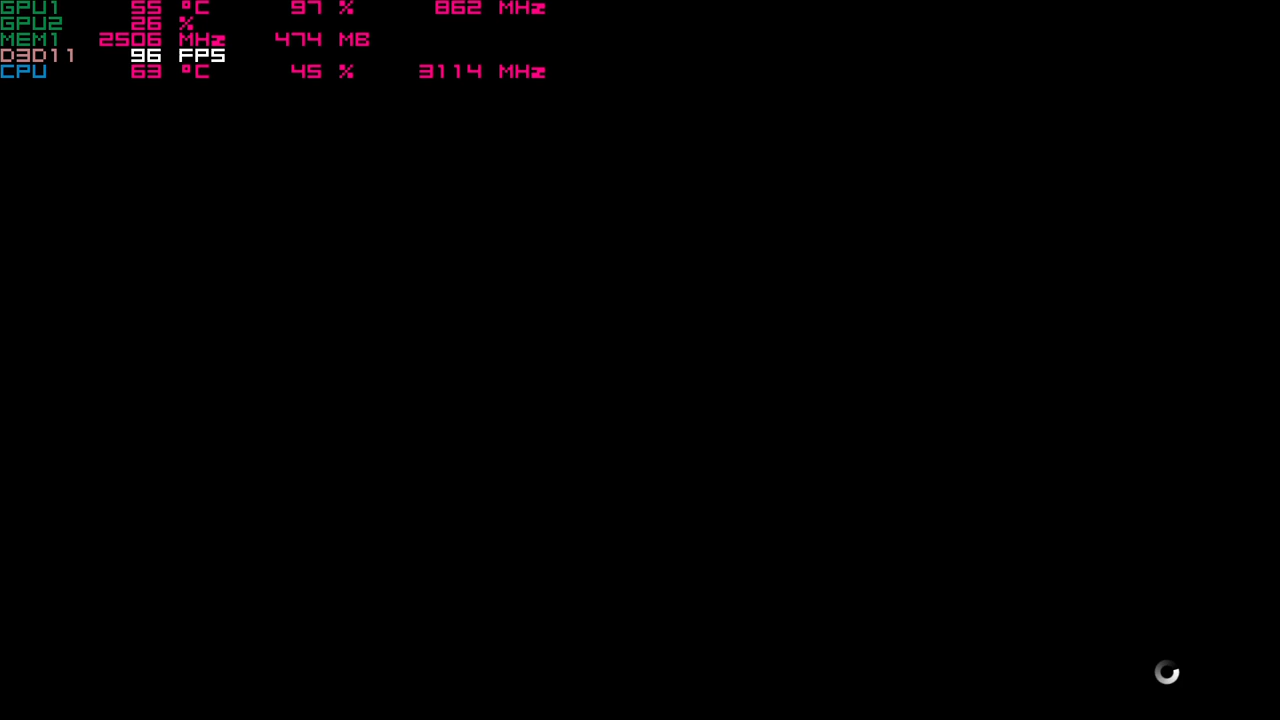 GPU1 55 °C 97 % 862 MHz
GPU2 26 %
MEM1 2506 MHz 474 MB
D3D11 96 FPS
CPU 63 °C 45 % 3114 MHz